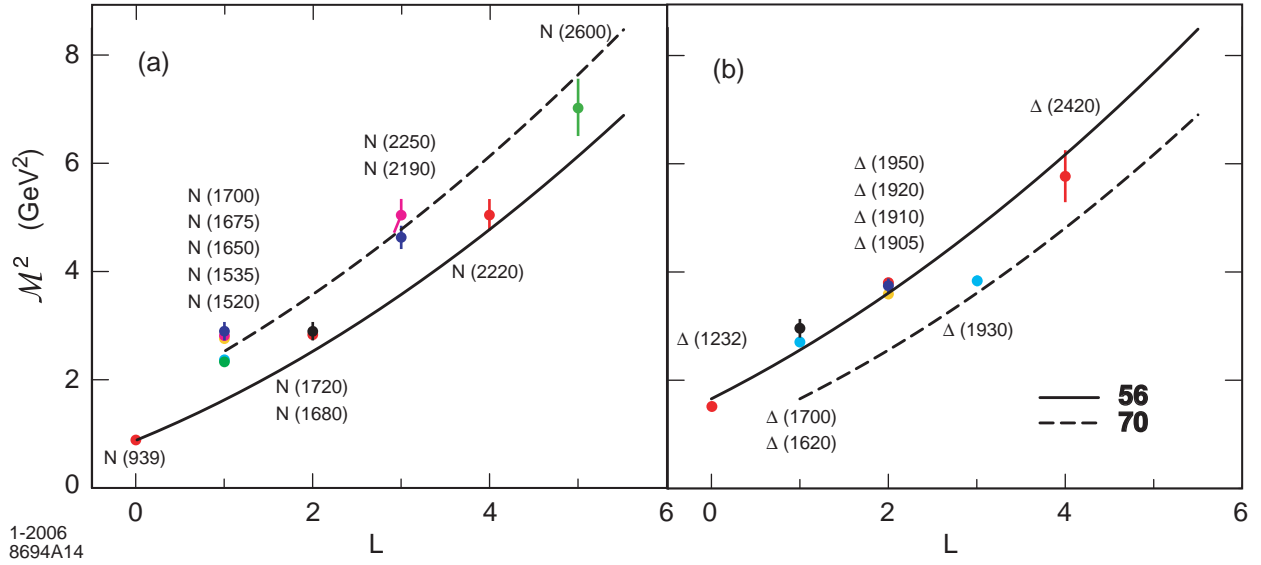 (a)
N (2600)
N (2250)
N (2190)
N (1700)
N (1675)
N (1650)
N (1535)
N (1520)
N (2220)
N (1720)
N (1680)
N (939)
8
6
4
2
0
ℳ² (GeV²)
0 2 4 6
L
(b)
Δ (2420)
Δ (1950)
Δ (1920)
Δ (1910)
Δ (1905)
Δ (1232)
Δ (1930)
Δ (1700)
Δ (1620)
56
70
0 2 4 6
L
1-2006
8694A14